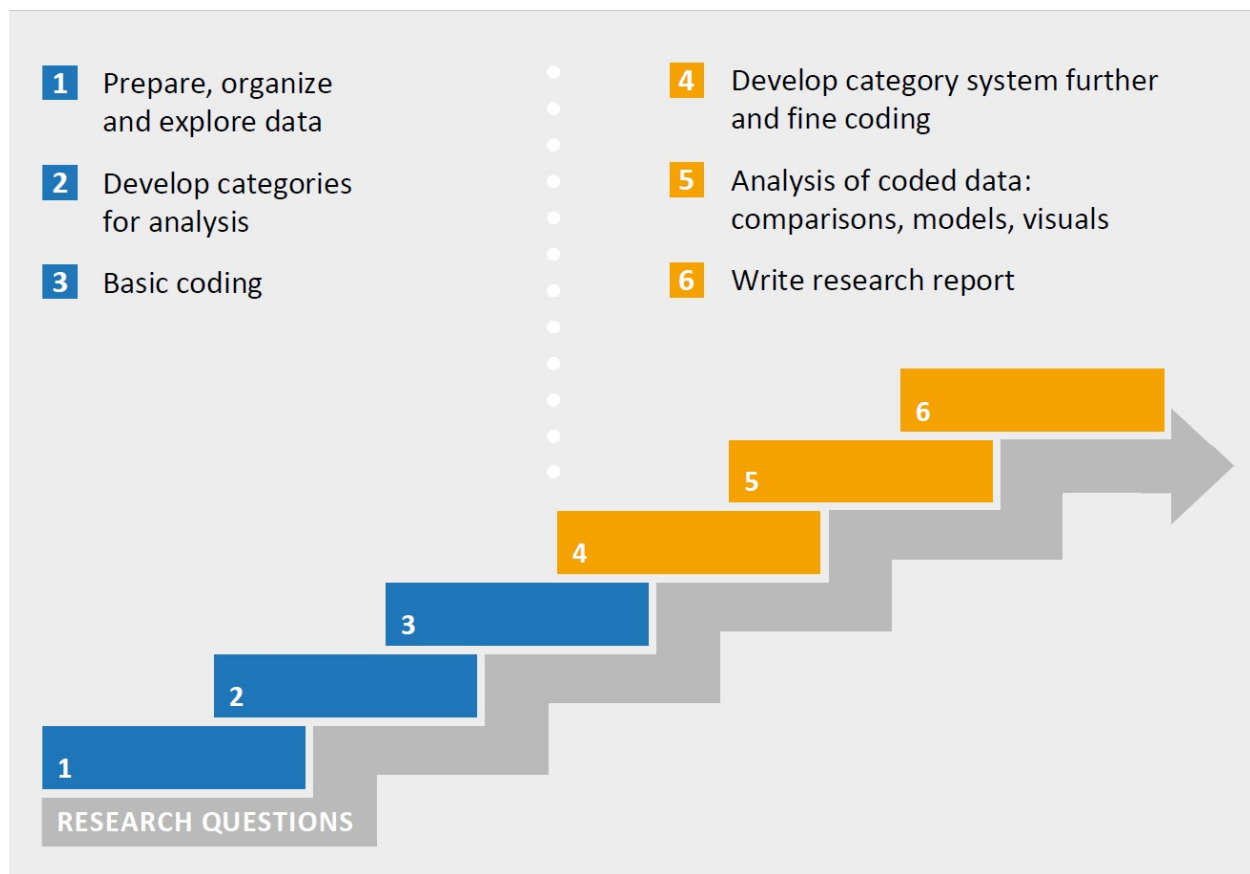 1 Prepare, organize
and explore data
2 Develop categories
for analysis
3 Basic coding
4 Develop category system further
and fine coding
5 Analysis of coded data:
comparisons, models, visuals
6 Write research report
6
5
4
3
2
1
RESEARCH QUESTIONS